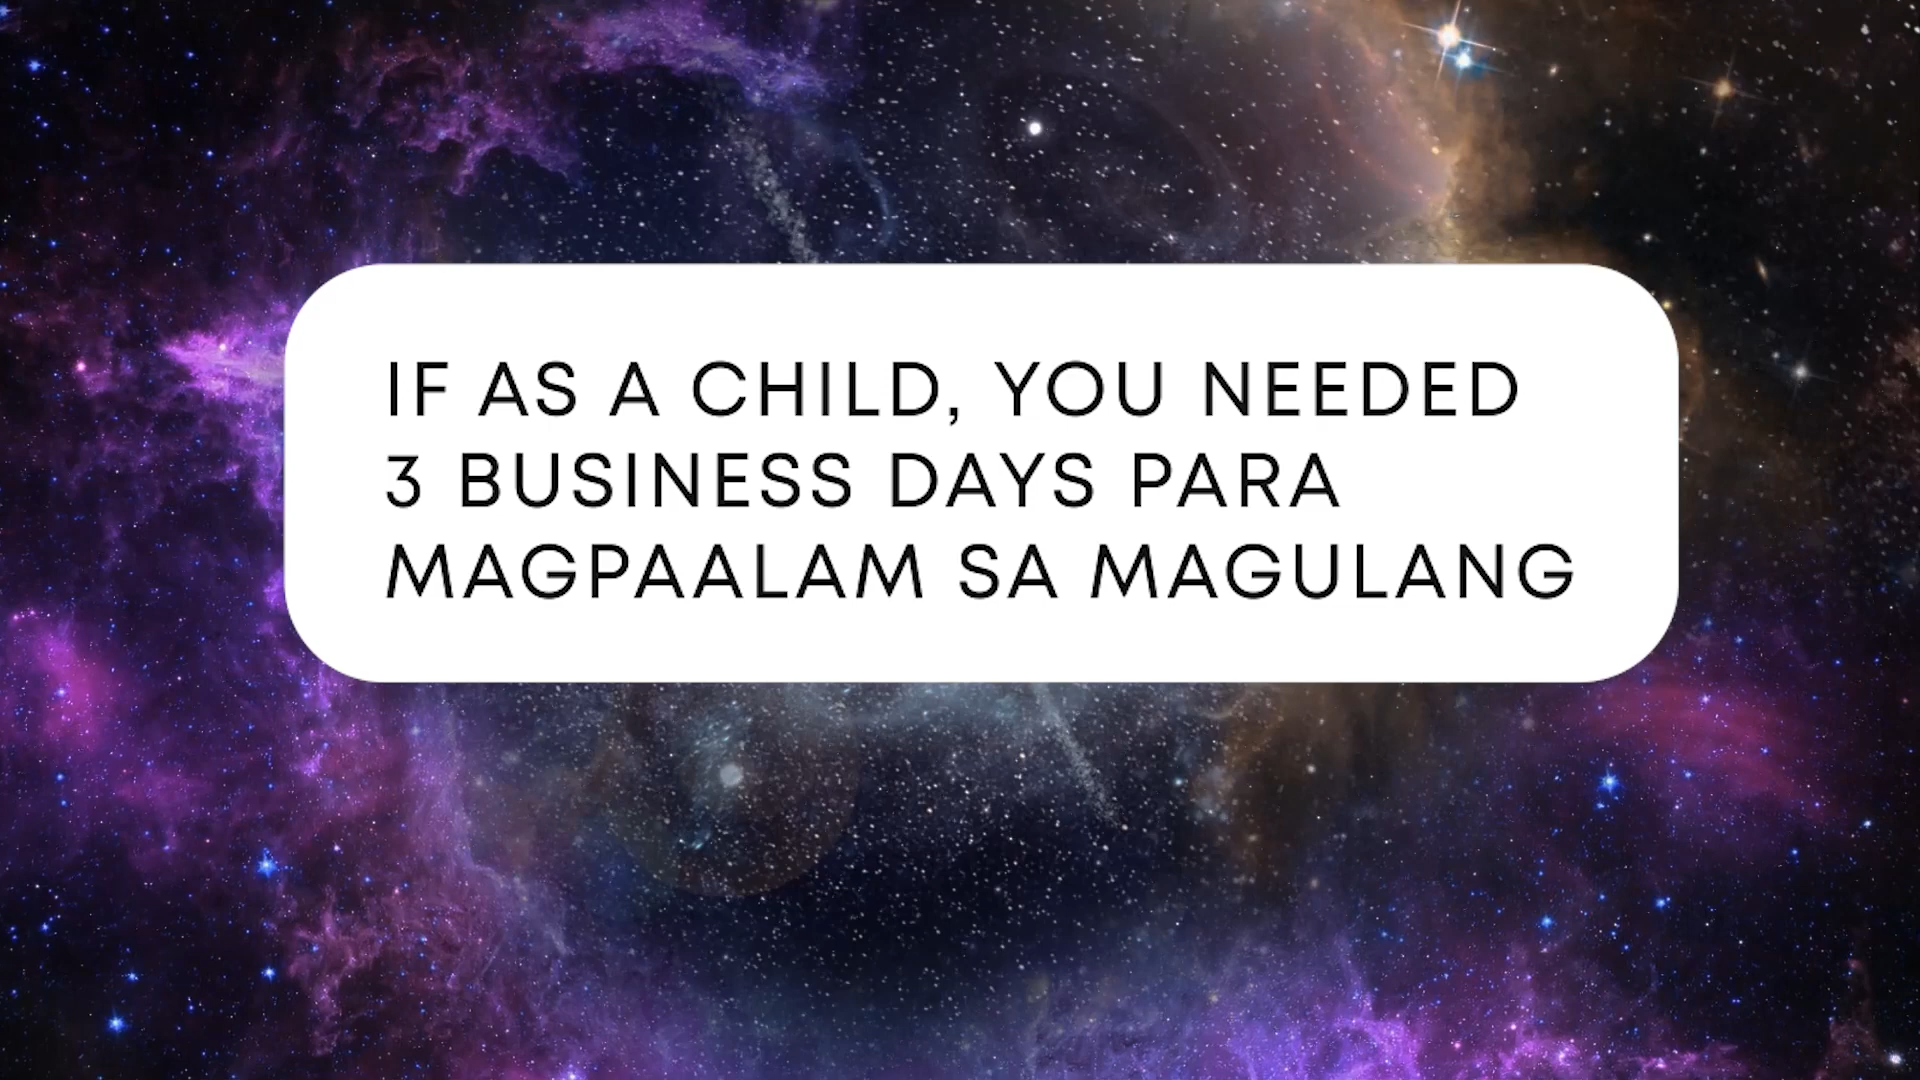 IF AS A CHILD, YOU NEEDED
3 BUSINESS DAYS PARA
MAGPAALAM SA MAGULANG